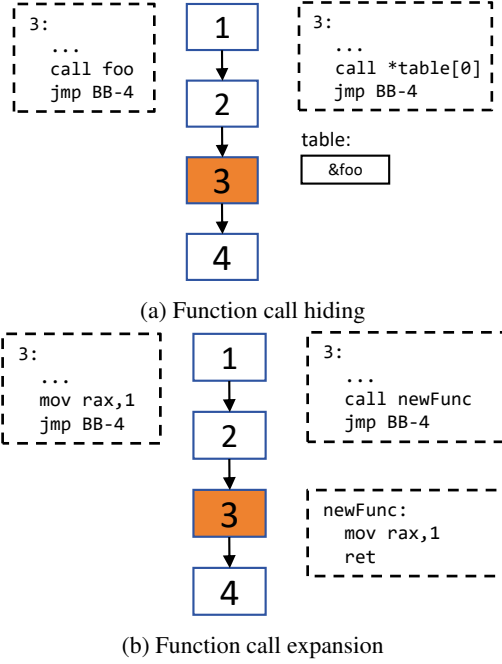 3:
...
call foo
jmp BB-4
1
2
3
4
3:
...
call *table[0]
jmp BB-4
table:
&foo
(a) Function call hiding
3:
...
mov rax,1
jmp BB-4
1
2
3
4
3:
...
call newFunc
jmp BB-4
newFunc:
mov rax,1
ret
(b) Function call expansion